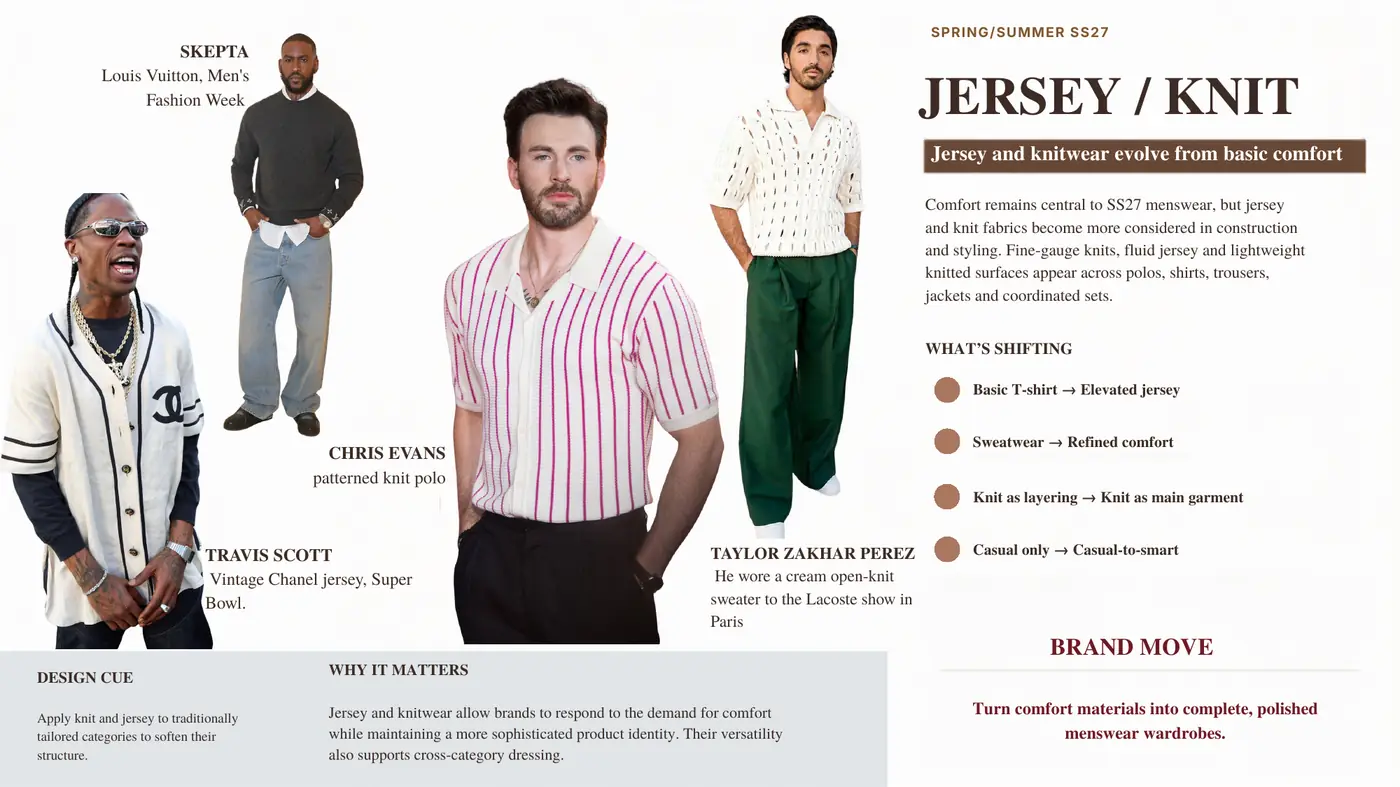 SPRING/SUMMER SS27
JERSEY / KNIT
Jersey and knitwear evolve from basic comfort
Comfort remains central to SS27 menswear, but jersey
and knit fabrics become more considered in construction
and styling. Fine-gauge knits, fluid jersey and lightweight
knitted surfaces appear across polos, shirts, trousers,
jackets and coordinated sets.
WHAT’S SHIFTING
Basic T-shirt → Elevated jersey
Sweatwear → Refined comfort
Knit as layering → Knit as main garment
Casual only → Casual-to-smart
BRAND MOVE
Turn comfort materials into complete, polished
menswear wardrobes.
SKEPTA
Louis Vuitton, Men's
Fashion Week
CHRIS EVANS
patterned knit polo
TRAVIS SCOTT
Vintage Chanel jersey, Super
Bowl.
TAYLOR ZAKHAR PEREZ
He wore a cream open-knit
sweater to the Lacoste show in
Paris
DESIGN CUE
Apply knit and jersey to traditionally
tailored categories to soften their
structure.
WHY IT MATTERS
Jersey and knitwear allow brands to respond to the demand for comfort
while maintaining a more sophisticated product identity. Their versatility
also supports cross-category dressing.